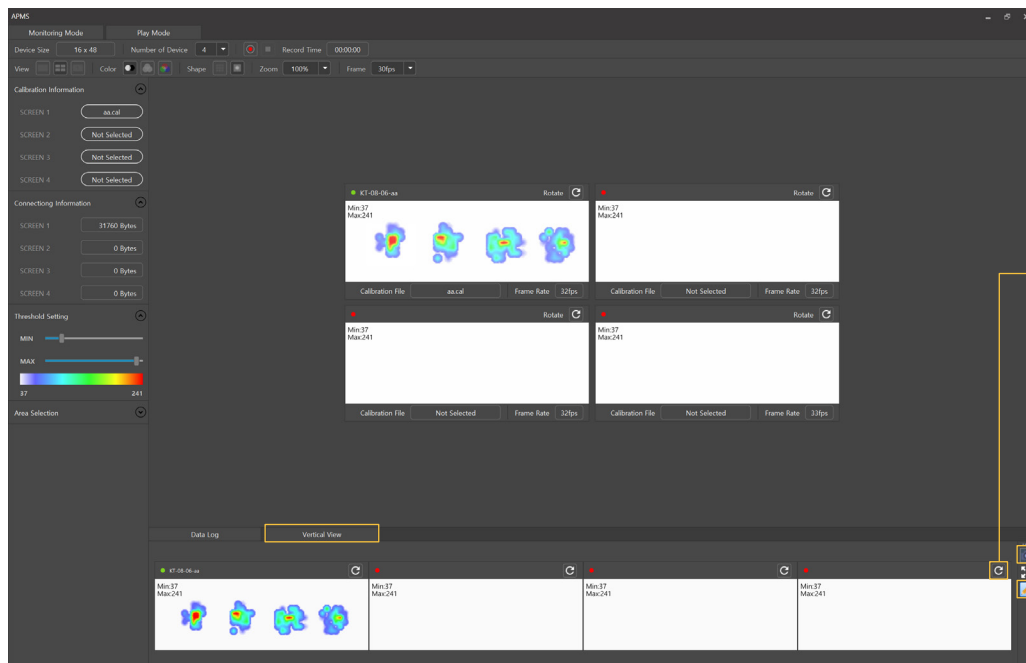 APMS
Monitoring Mode Play Mode
Device Size 16 x 48 Number of Device 4 Record Time 00:00:00
View Color Shape Zoom 100% Frame 30fps
Calibration Information
SCREEN 1 aa.cal
SCREEN 2 Not Selected
SCREEN 3 Not Selected
SCREEN 4 Not Selected
Connectiong Information
SCREEN 1 31760 Bytes
SCREEN 2 0 Bytes
SCREEN 3 0 Bytes
SCREEN 4 0 Bytes
Threshold Setting
MIN
MAX
37 241
Area Selection
KT-08-06-aa Rotate
Min:37
Max:241
Calibration File aa.cal Frame Rate 32fps
Rotate
Min:37
Max:241
Calibration File Not Selected Frame Rate 32fps
Rotate
Min:37
Max:241
Calibration File Not Selected Frame Rate 32fps
Rotate
Min:37
Max:241
Calibration File Not Selected Frame Rate 33fps
Data Log Vertical View
KT-08-06-aa
Min:37
Max:241
Min:37
Max:241
Min:37
Max:241
Min:37
Max:241